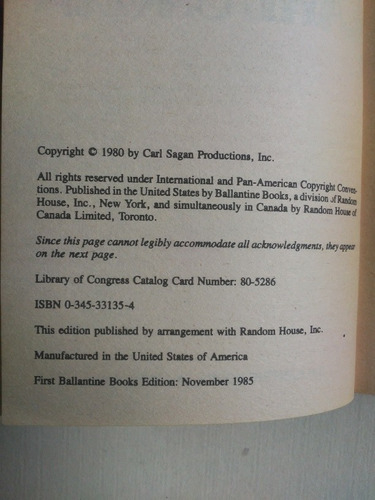 Copyright © 1980 by Carl Sagan Productions, Inc.
All rights reserved under International and Pan-American Copyright Conven-
tions. Published in the United States by Ballantine Books, a division of Random
House, Inc., New York, and simultaneously in Canada by Random House of
Canada Limited, Toronto.
Since this page cannot legibly accommodate all acknowledgments, they appear
on the next page.
Library of Congress Catalog Card Number: 80-5286
ISBN 0-345-33135-4
This edition published by arrangement with Random House, Inc.
Manufactured in the United States of America
First Ballantine Books Edition: November 1985